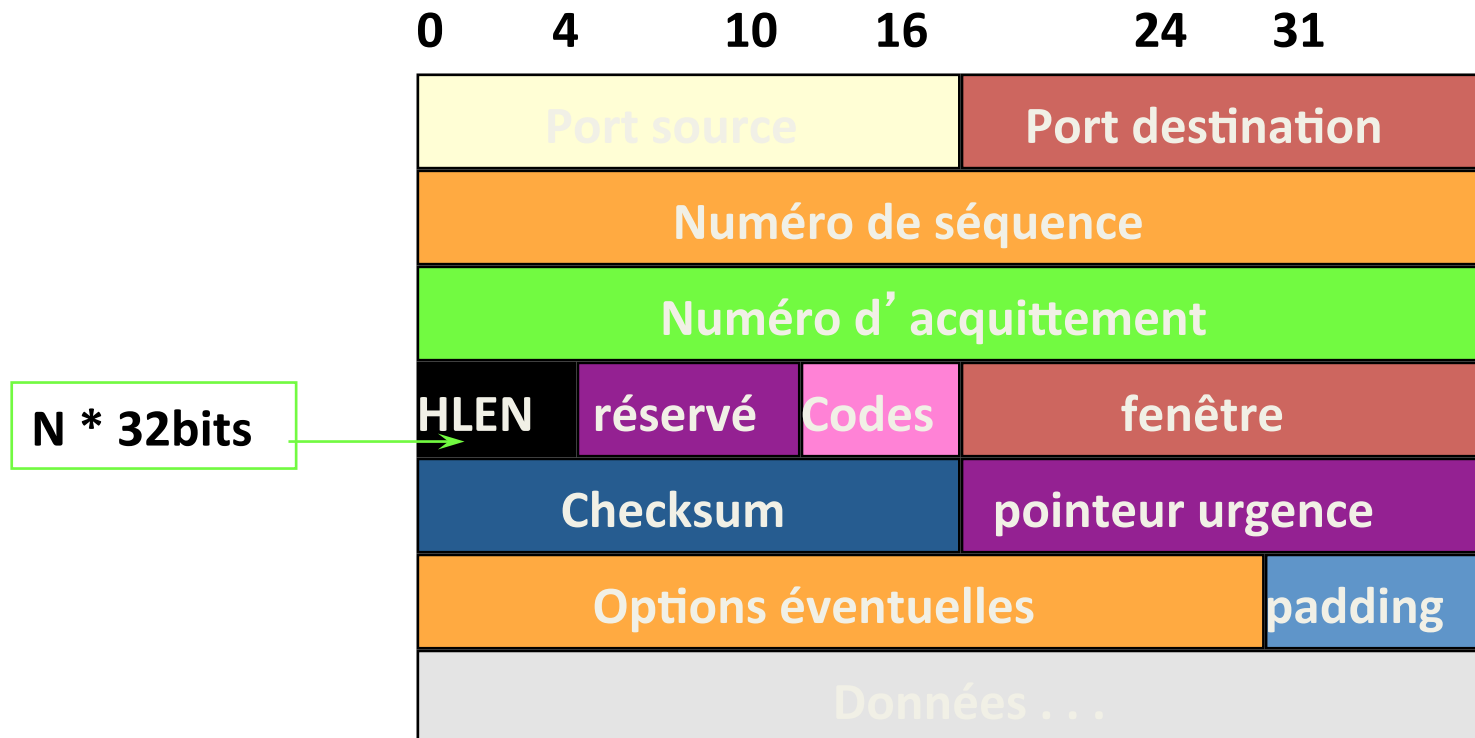 0 4 10 16 24 31
Port source Port destination
Numéro de séquence
Numéro d’ acquittement
N * 32bits HLEN réservé Codes fenêtre
Checksum pointeur urgence
Options éventuelles padding
Données . . .